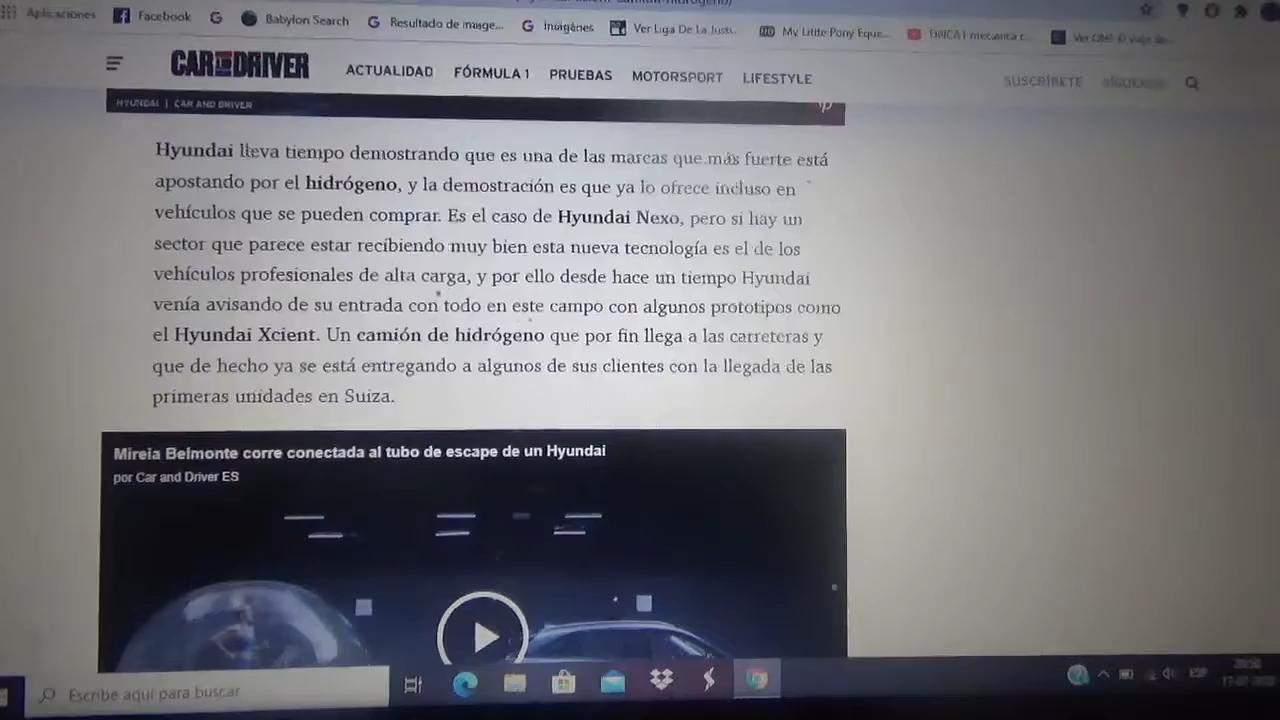 Aplicaciones
Facebook
Babylon Search
Resultado de image...
Imágenes
Ver Liga De La Justi...
My Little Pony Eque...
CAR AND DRIVER
ACTUALIDAD
FÓRMULA 1
PRUEBAS
MOTORSPORT
LIFESTYLE
SUSCRÍBETE
HYUNDAI | CAR AND DRIVER
Hyundai lleva tiempo demostrando que es una de las marcas que más fuerte está
apostando por el hidrógeno, y la demostración es que ya lo ofrece incluso en
vehículos que se pueden comprar. Es el caso de Hyundai Nexo, pero si hay un
sector que parece estar recibiendo muy bien esta nueva tecnología es el de los
vehículos profesionales de alta carga, y por ello desde hace un tiempo Hyundai
venía avisando de su entrada con todo en este campo con algunos prototipos como
el Hyundai Xcient. Un camión de hidrógeno que por fin llega a las carreteras y
que de hecho ya se está entregando a algunos de sus clientes con la llegada de las
primeras unidades en Suiza.
Mireia Belmonte corre conectada al tubo de escape de un Hyundai
por Car and Driver ES
Escribe aquí para buscar
ESP